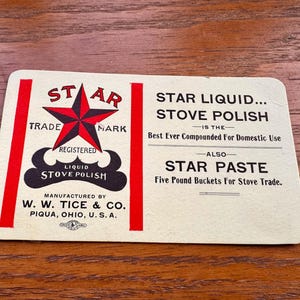 STAR
TRADE MARK
REGISTERED
LIQUID
STOVE POLISH
MANUFACTURED BY
W. W. TICE & CO.
PIQUA, OHIO, U. S. A.
STAR LIQUID...
STOVE POLISH
—IS THE—
Best Ever Compounded For Domestic Use
—ALSO—
STAR PASTE
Five Pound Buckets For Stove Trade.